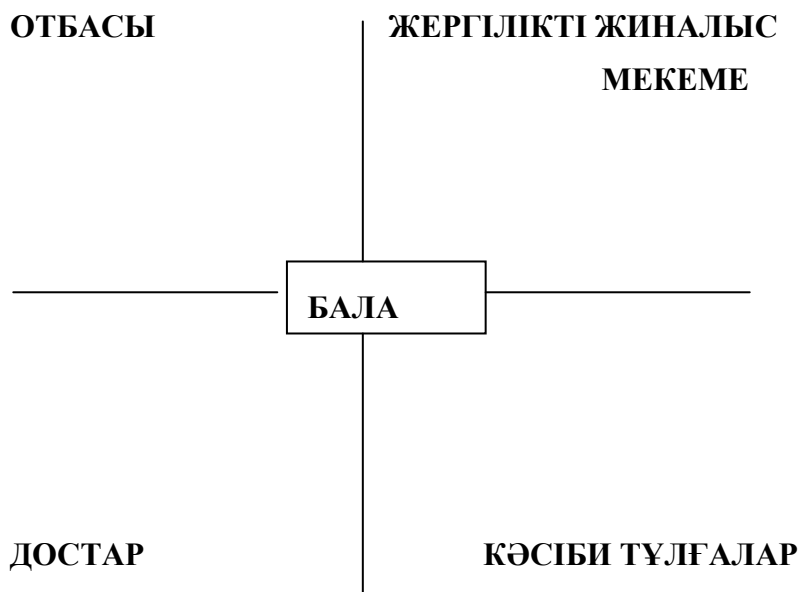 ОТБАСЫ
ЖЕРГІЛІКТІ ЖИНАЛЫС
МЕКЕМЕ
БАЛА
ДОСТАР
КӘСІБИ ТҰЛҒАЛАР